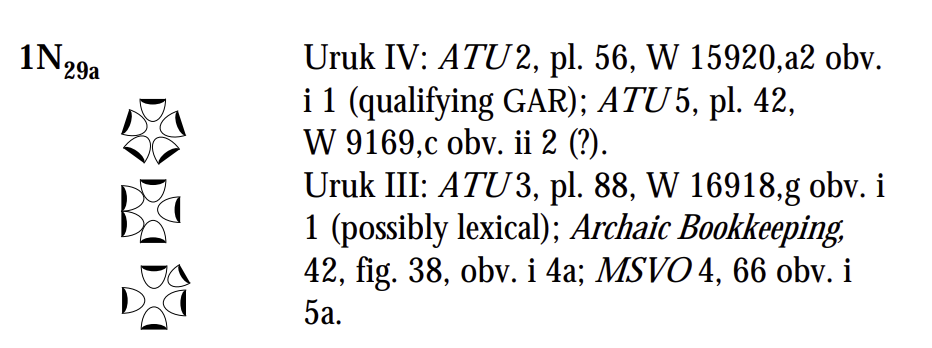 1N29a
Uruk IV: ATU 2, pl. 56, W 15920,a2 obv.
i 1 (qualifying GAR); ATU 5, pl. 42,
W 9169,c obv. ii 2 (?).
Uruk III: ATU 3, pl. 88, W 16918,g obv. i
1 (possibly lexical); Archaic Bookkeeping,
42, fig. 38, obv. i 4a; MSVO 4, 66 obv. i
5a.